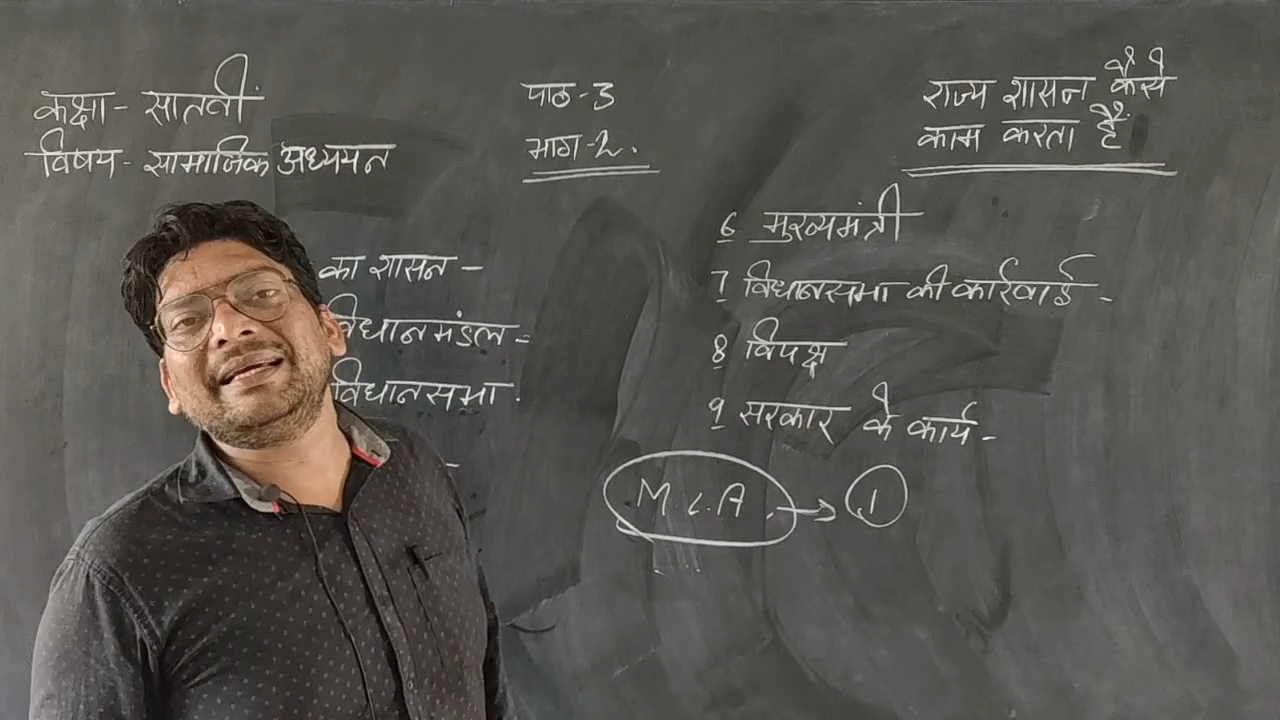 कक्षा - सातवीं
विषय - सामाजिक अध्ययन
पाठ - 3
भाग - 2.
राज्य शासन कैसे
काम करता है
का शासन -
विधान मंडल -
विधानसभा.
6 मुख्यमंत्री
7 विधानसभा की कार्रवाई -
8 विपक्ष
9 सरकार के कार्य -
M.L.A. → 1